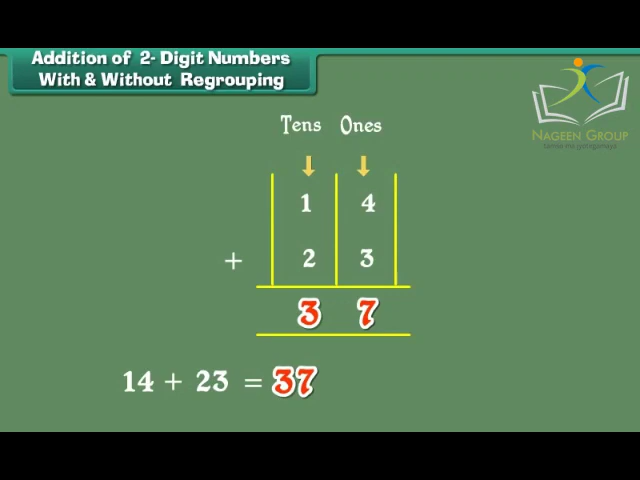 Addition of 2- Digit Numbers
With & Without Regrouping
NAGEEN GROUP
Tens Ones
1 4
+ 2 3
3 7
14 + 23 = 37